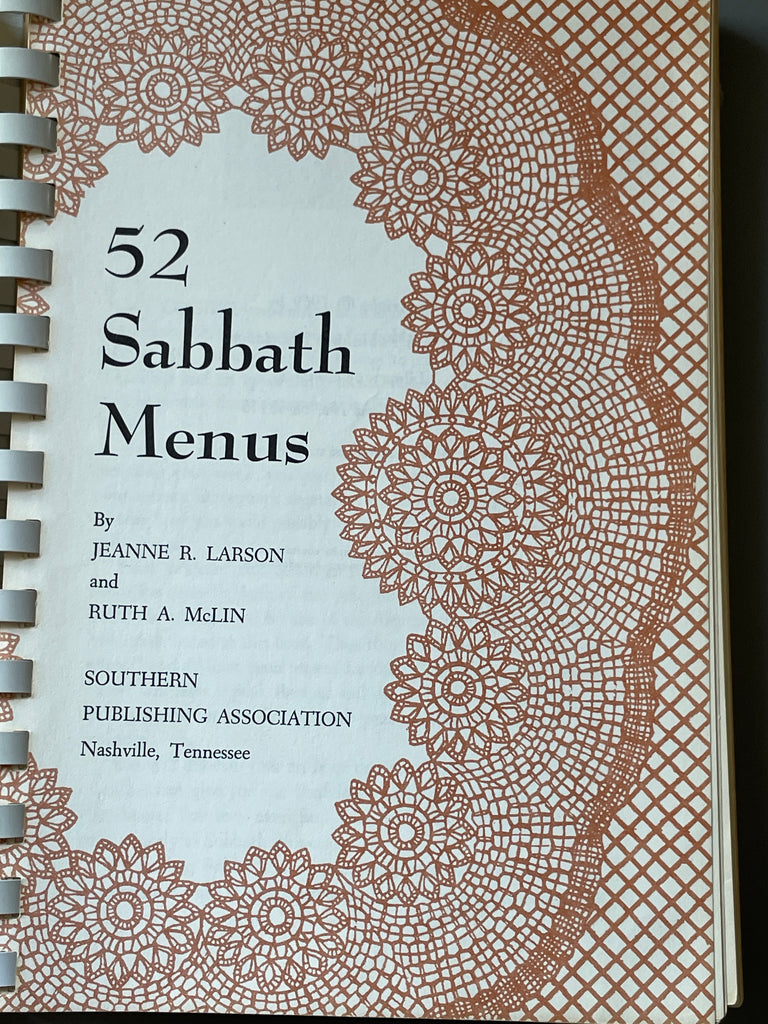 52
Sabbath
Menus
By
JEANNE R. LARSON
and
RUTH A. McLIN
SOUTHERN
PUBLISHING ASSOCIATION
Nashville, Tennessee